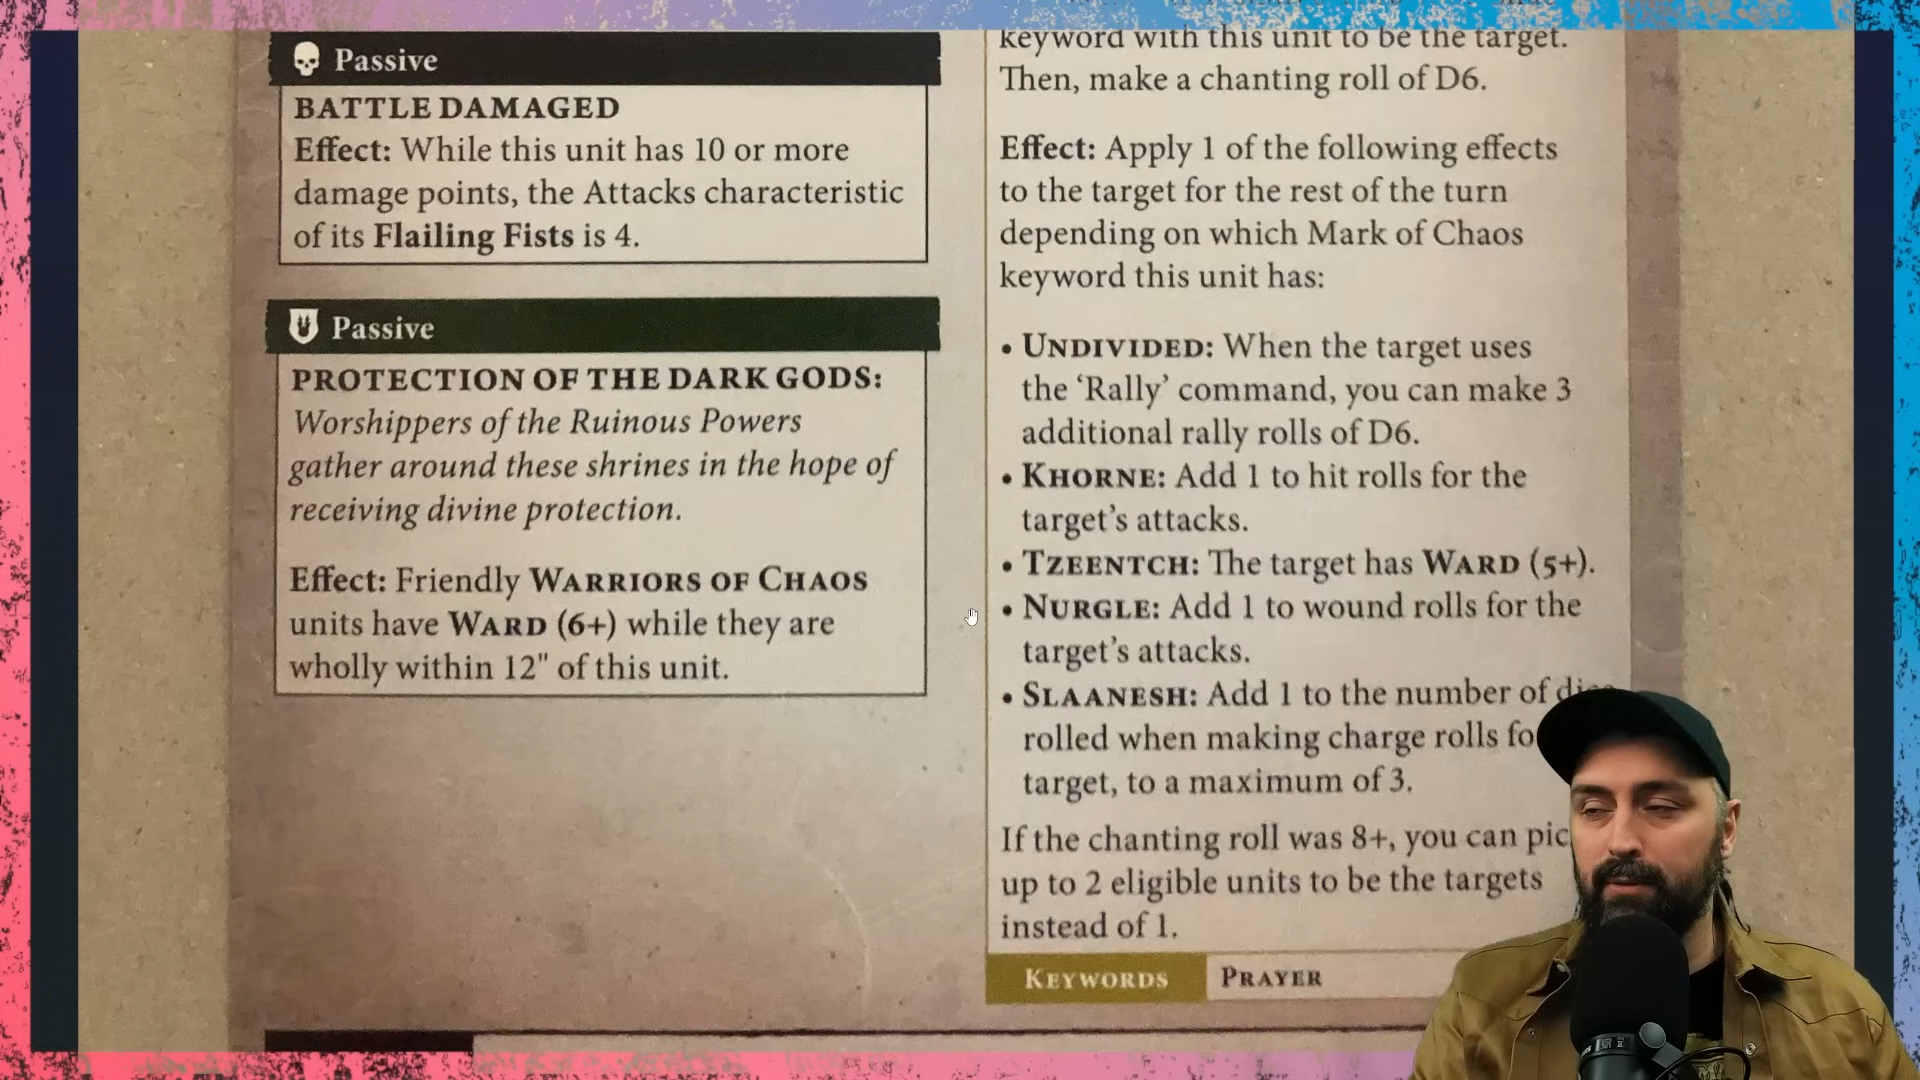 Passive
BATTLE DAMAGED
Effect: While this unit has 10 or more
damage points, the Attacks characteristic
of its Flailing Fists is 4.
Passive
PROTECTION OF THE DARK GODS:
Worshippers of the Ruinous Powers
gather around these shrines in the hope of
receiving divine protection.
Effect: Friendly WARRIORS OF CHAOS
units have WARD (6+) while they are
wholly within 12" of this unit.
keyword with this unit to be the target.
Then, make a chanting roll of D6.
Effect: Apply 1 of the following effects
to the target for the rest of the turn
depending on which Mark of Chaos
keyword this unit has:
• UNDIVIDED: When the target uses
the ‘Rally’ command, you can make 3
additional rally rolls of D6.
• KHORNE: Add 1 to hit rolls for the
target’s attacks.
• TZEENTCH: The target has WARD (5+).
• NURGLE: Add 1 to wound rolls for the
target’s attacks.
• SLAANESH: Add 1 to the number of
rolled when making charge rolls
target, to a maximum of 3.
If the chanting roll was 8+, you can
up to 2 eligible units to be the targets
instead of 1.
KEYWORDS PRAYER